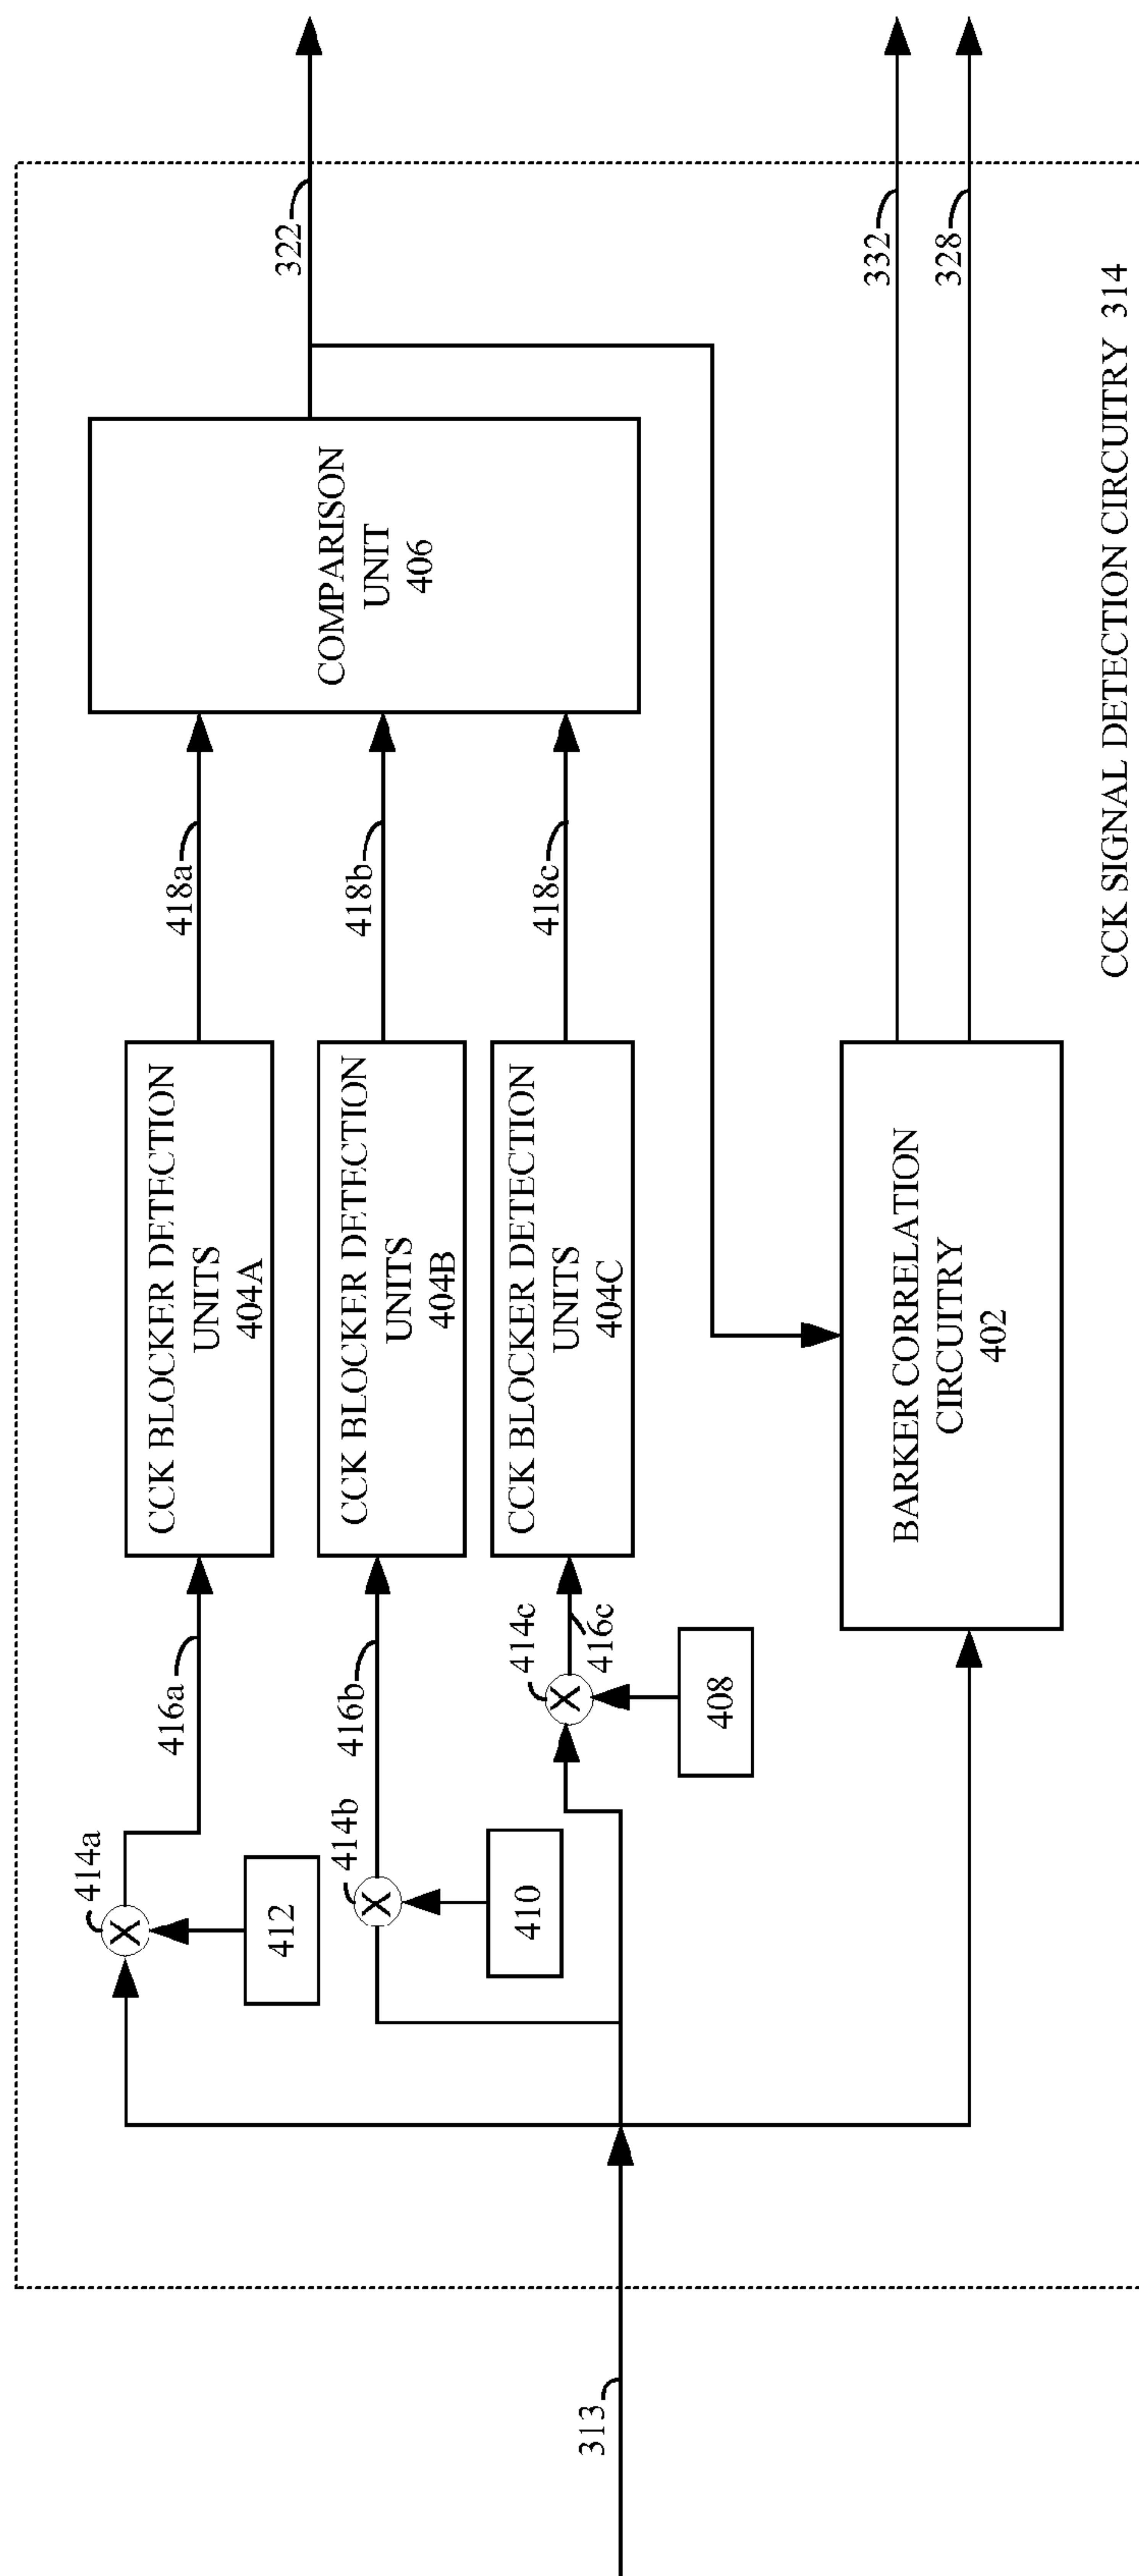 313
414a
412
416a
414b
410
416b
414c
416c
408
CCK BLOCKER DETECTION
UNITS
404A
CCK BLOCKER DETECTION
UNITS
404B
CCK BLOCKER DETECTION
UNITS
404C
418a
418b
418c
COMPARISON
UNIT
406
BARKER CORRELATION
CIRCUITRY
402
322
332
328
CCK SIGNAL DETECTION CIRCUITRY 314
X
X
X